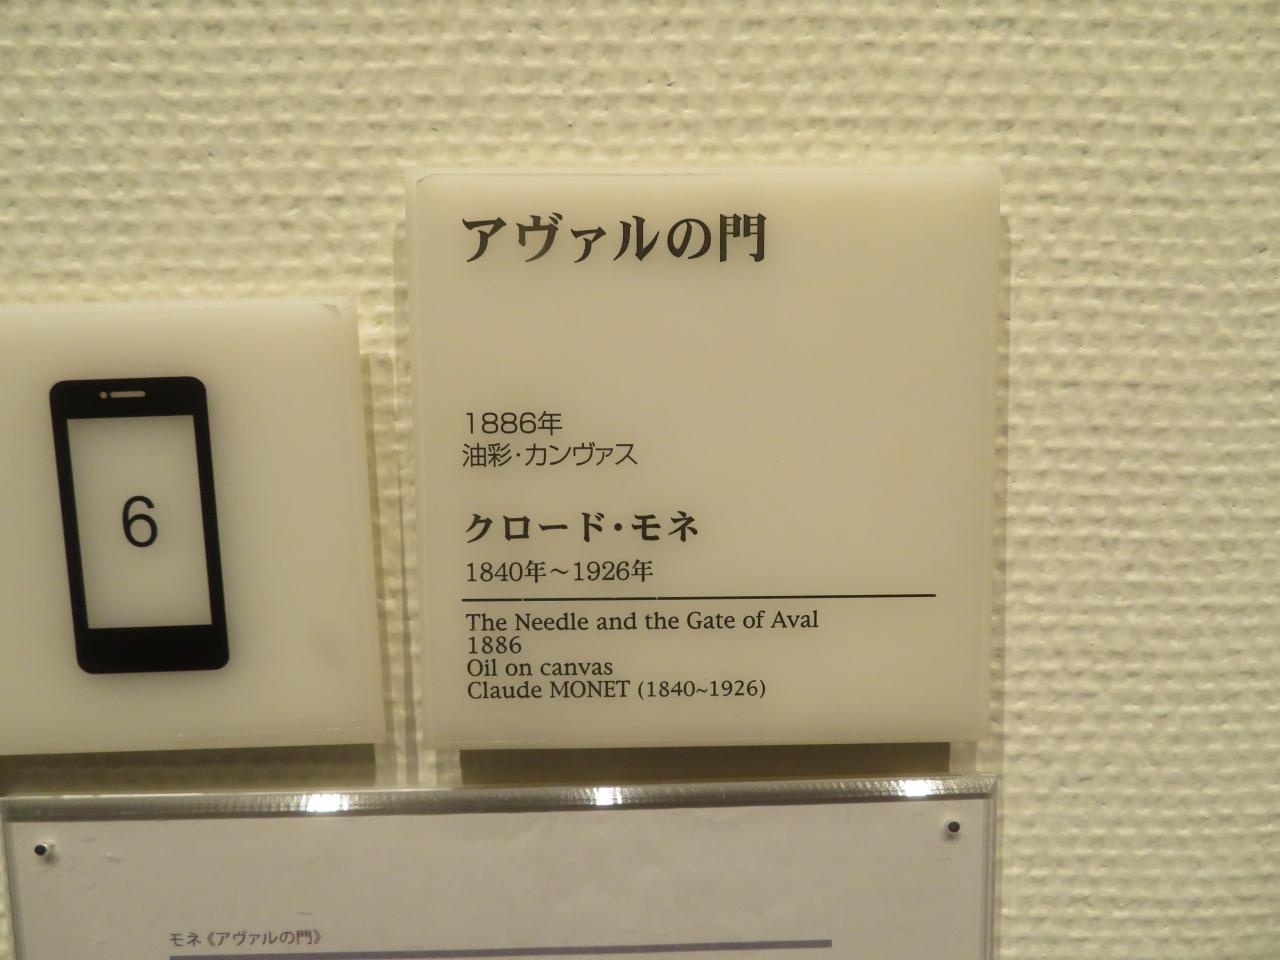 アヴァルの門
1886年
油彩･カンヴァス
クロード･モネ
1840年～1926年
The Needle and the Gate of Aval
1886
Oil on canvas
Claude MONET (1840~1926)
6
モネ《アヴァルの門》